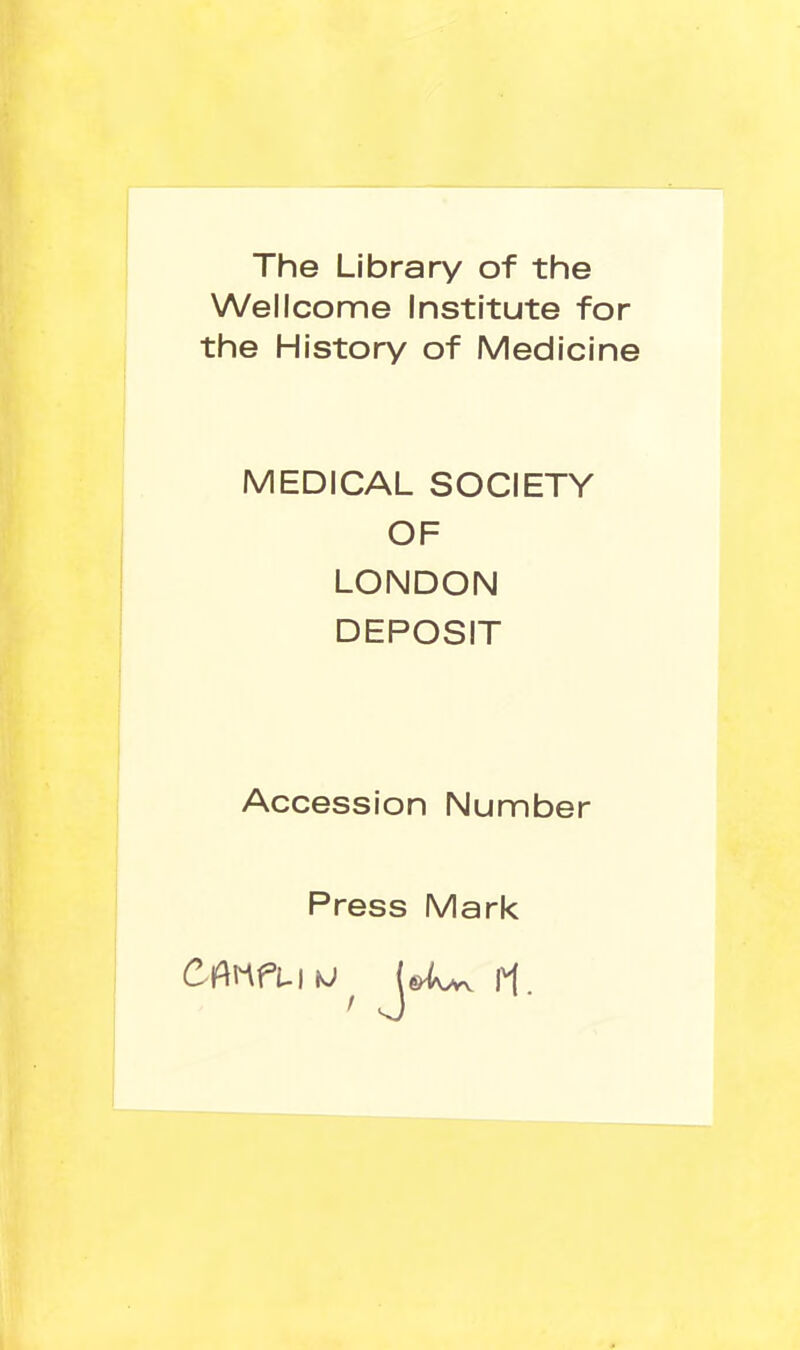 The Library of the
Wellcome Institute for
the History of Medicine
MEDICAL SOCIETY
OF
LONDON
DEPOSIT
Accession Number
Press Mark
CAMPLIN, John M.